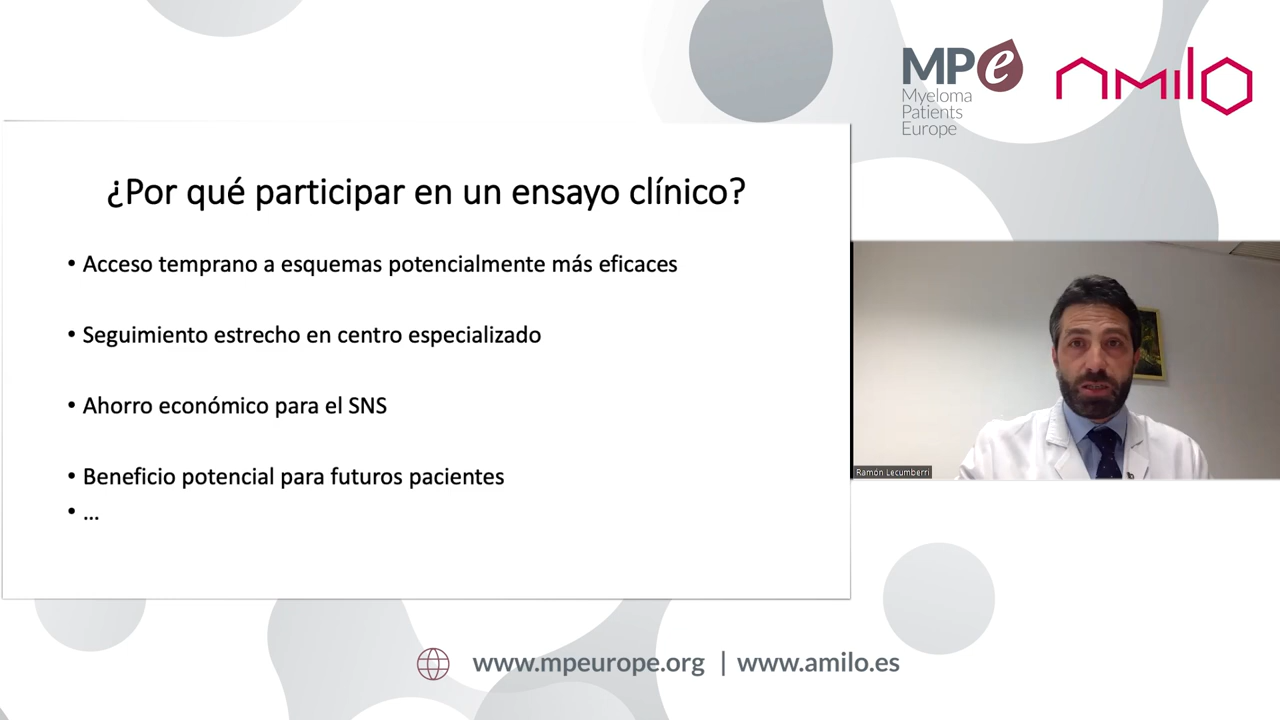 MPe
Myeloma
Patients
Europe
amilo
¿Por qué participar en un ensayo clínico?
• Acceso temprano a esquemas potencialmente más eficaces
• Seguimiento estrecho en centro especializado
• Ahorro económico para el SNS
• Beneficio potencial para futuros pacientes
• ...
Ramón Lecumberri
www.mpeurope.org | www.amilo.es